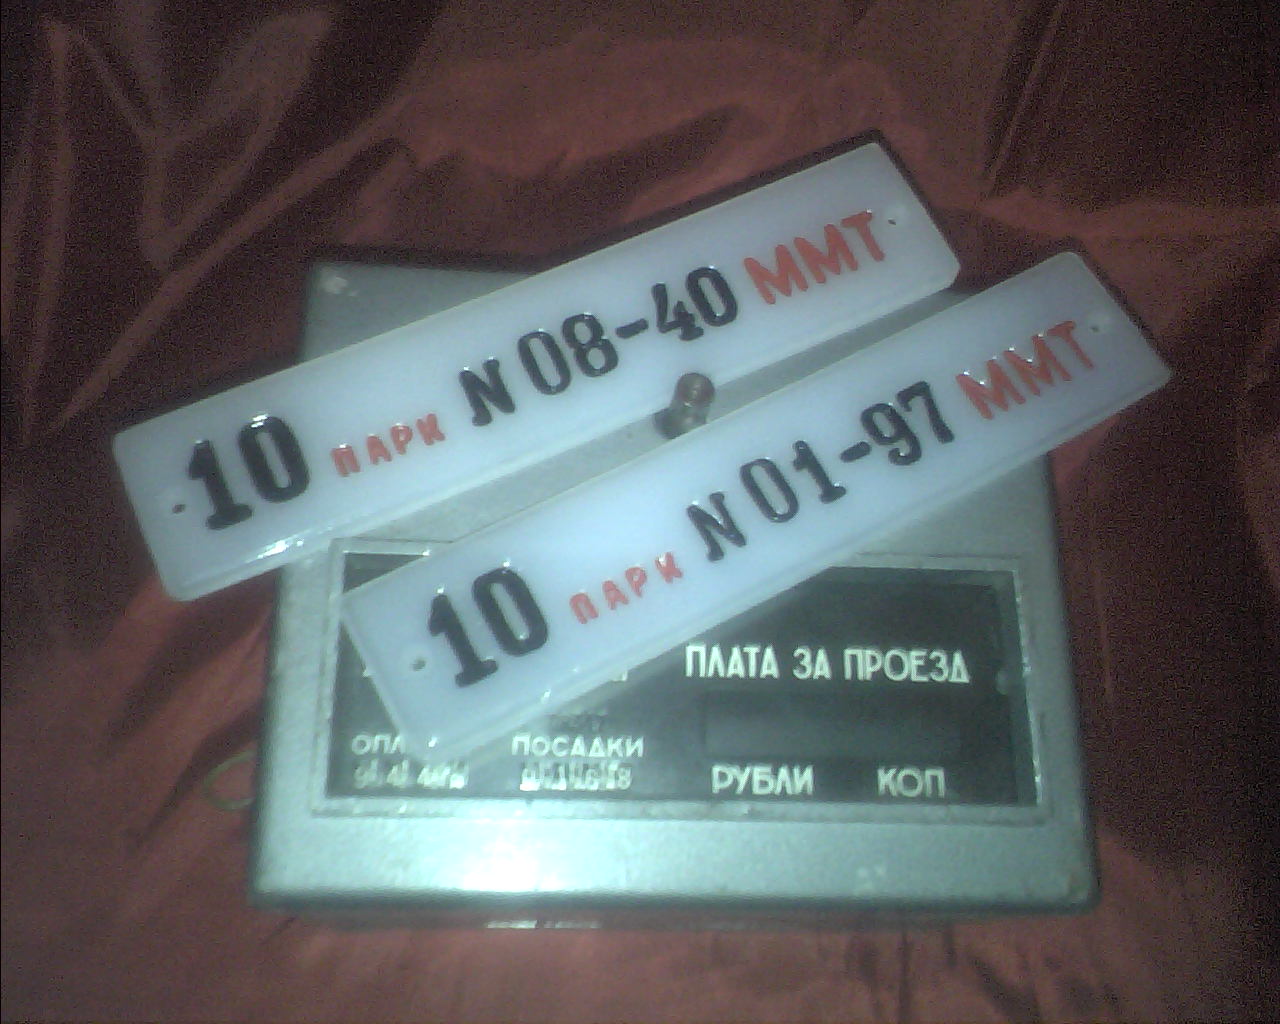 10 ПАРК N 08-40 ММТ
10 ПАРК N 01-97 ММТ
ПЛАТА ЗА ПРОЕЗД
ПОСАДКИ
РУБЛИ КОП